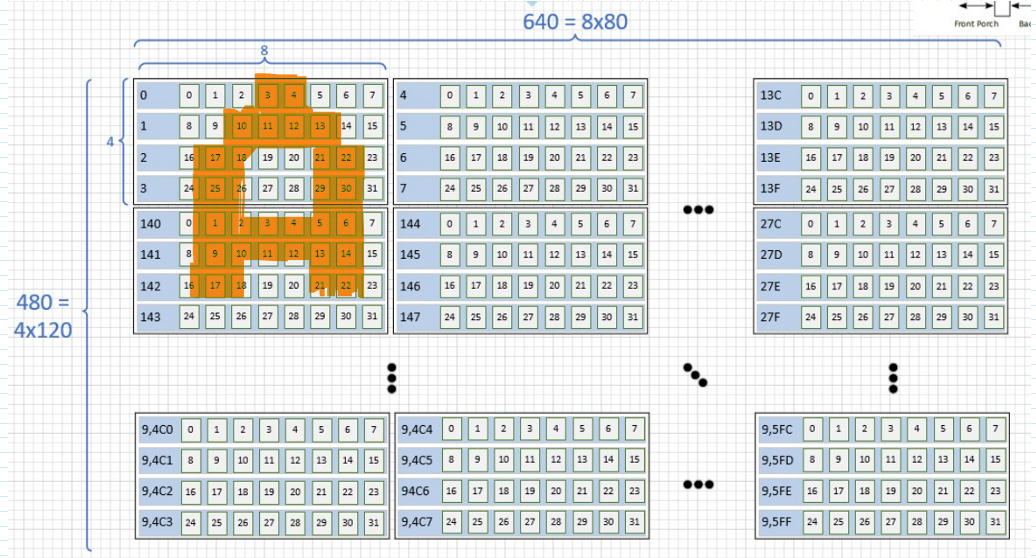 Front Porch Bac
640 = 8x80
8
0 0 1 2 3 4 5 6 7 4 0 1 2 3 4 5 6 7 13C 0 1 2 3 4 5 6 7
1 8 9 10 11 12 13 14 15 5 8 9 10 11 12 13 14 15 13D 8 9 10 11 12 13 14 15
4
2 16 17 18 19 20 21 22 23 6 16 17 18 19 20 21 22 23 13E 16 17 18 19 20 21 22 23
3 24 25 26 27 28 29 30 31 7 24 25 26 27 28 29 30 31 13F 24 25 26 27 28 29 30 31
140 0 1 2 3 4 5 6 7 144 0 1 2 3 4 5 6 7 27C 0 1 2 3 4 5 6 7
141 8 9 10 11 12 13 14 15 145 8 9 10 11 12 13 14 15 27D 8 9 10 11 12 13 14 15
142 16 17 18 19 20 21 22 23 146 16 17 18 19 20 21 22 23 27E 16 17 18 19 20 21 22 23
480 =
4x120
143 24 25 26 27 28 29 30 31 147 24 25 26 27 28 29 30 31 27F 24 25 26 27 28 29 30 31
9,4C0 0 1 2 3 4 5 6 7 9,4C4 0 1 2 3 4 5 6 7 9,5FC 0 1 2 3 4 5 6 7
9,4C1 8 9 10 11 12 13 14 15 9,4C5 8 9 10 11 12 13 14 15 9,5FD 8 9 10 11 12 13 14 15
9,4C2 16 17 18 19 20 21 22 23 94C6 16 17 18 19 20 21 22 23 9,5FE 16 17 18 19 20 21 22 23
9,4C3 24 25 26 27 28 29 30 31 9,4C7 24 25 26 27 28 29 30 31 9,5FF 24 25 26 27 28 29 30 31